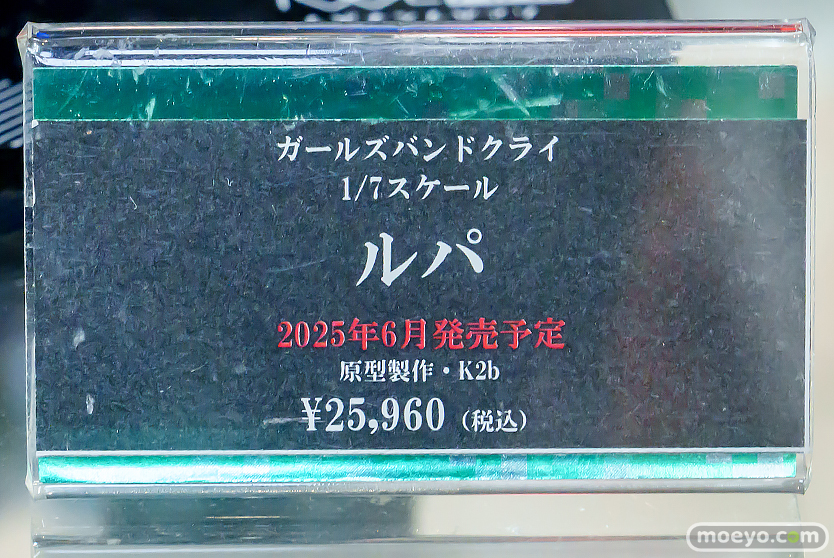 ガールズバンドクライ
1/7スケール
ルパ
2025年6月発売予定
原型製作・K2b
¥25,960（税込）
moeyo.com